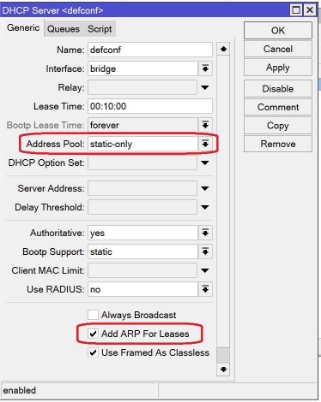 DHCP Server <defconf>
Generic Queues Script
Name: defconf
Interface: bridge
Relay:
Lease Time: 00:10:00
Bootp Lease Time: forever
Address Pool: static-only
DHCP Option Set:
Server Address:
Delay Threshold:
Authoritative: yes
Bootp Support: static
Client MAC Limit:
Use RADIUS: no
Always Broadcast
Add ARP For Leases
Use Framed As Classless
enabled
OK
Cancel
Apply
Disable
Comment
Copy
Remove